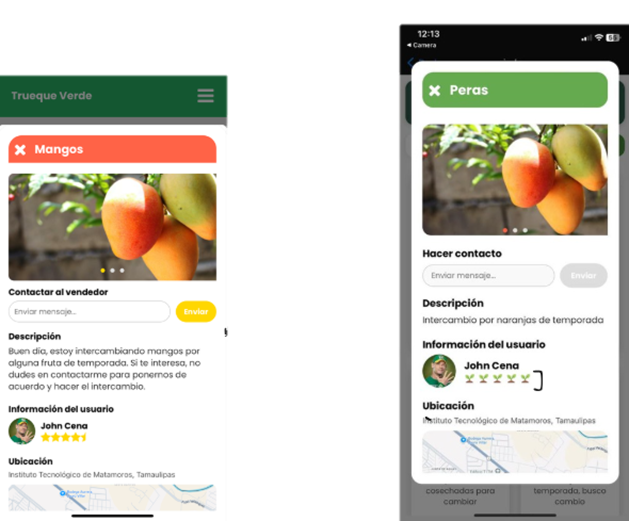 Trueque Verde
Mangos
Contactar al vendedor
Enviar mensaje...
Enviar
Descripción
Buen día, estoy intercambiando mangos por
alguna fruta de temporada. Si te interesa, no
dudes en contactarme para ponernos de
acuerdo y hacer el intercambio.
Información del usuario
John Cena
Ubicación
Instituto Tecnológico de Matamoros, Tamaulipas
12:13
Camera
Peras
Hacer contacto
Enviar mensaje...
Enviar
Descripción
Intercambio por naranjas de temporada
Información del usuario
John Cena
Ubicación
Instituto Tecnológico de Matamoros, Tamaulipas
cosechadas para
cambiar
temporada, busco
cambio